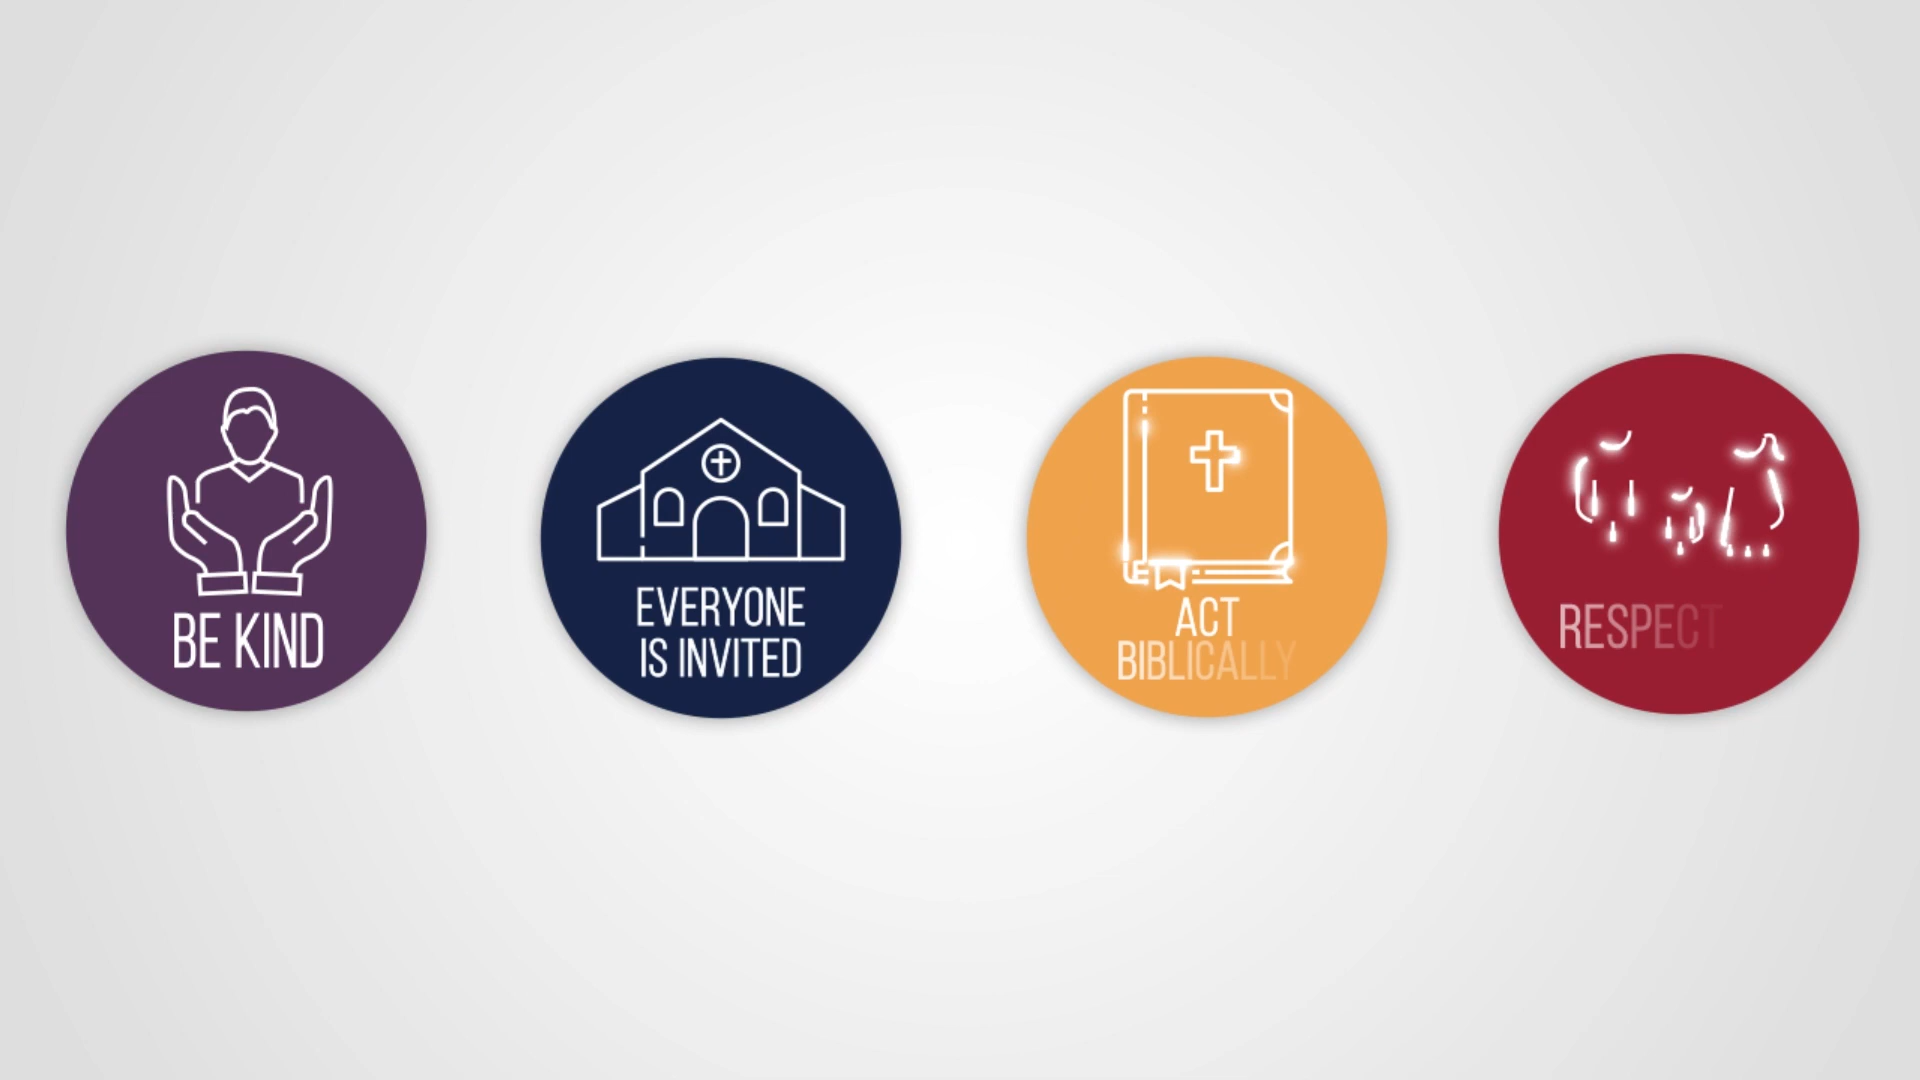 BE KIND
EVERYONE
IS INVITED
ACT
BIBLICALLY
RESPECT